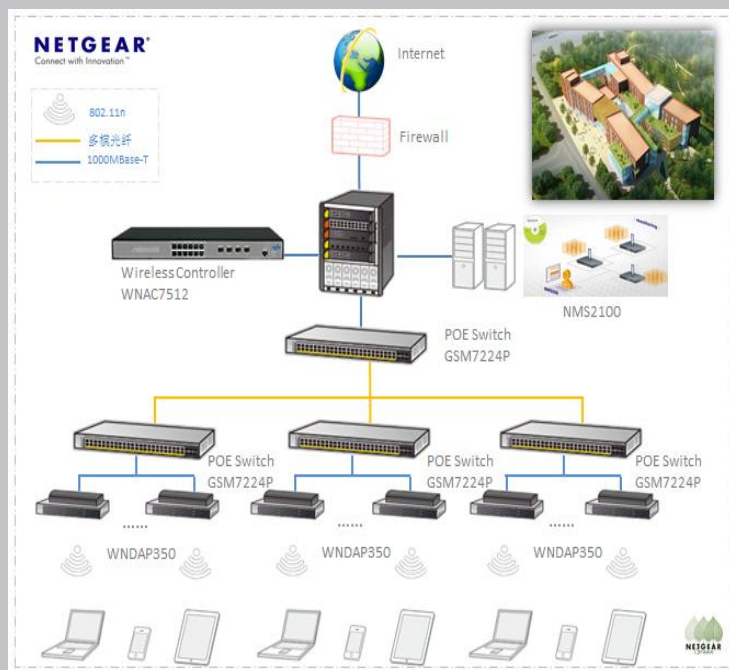 NETGEAR®
Connect with Innovation™
Internet
802.11n
多模光纤
1000MBase-T
Firewall
Wireless Controller
WNAC7512
NMS2100
POE Switch
GSM7224P
POE Switch
GSM7224P
POE Switch
GSM7224P
POE Switch
GSM7224P
......
......
......
WNDAP350
WNDAP350
WNDAP350
NETGEAR